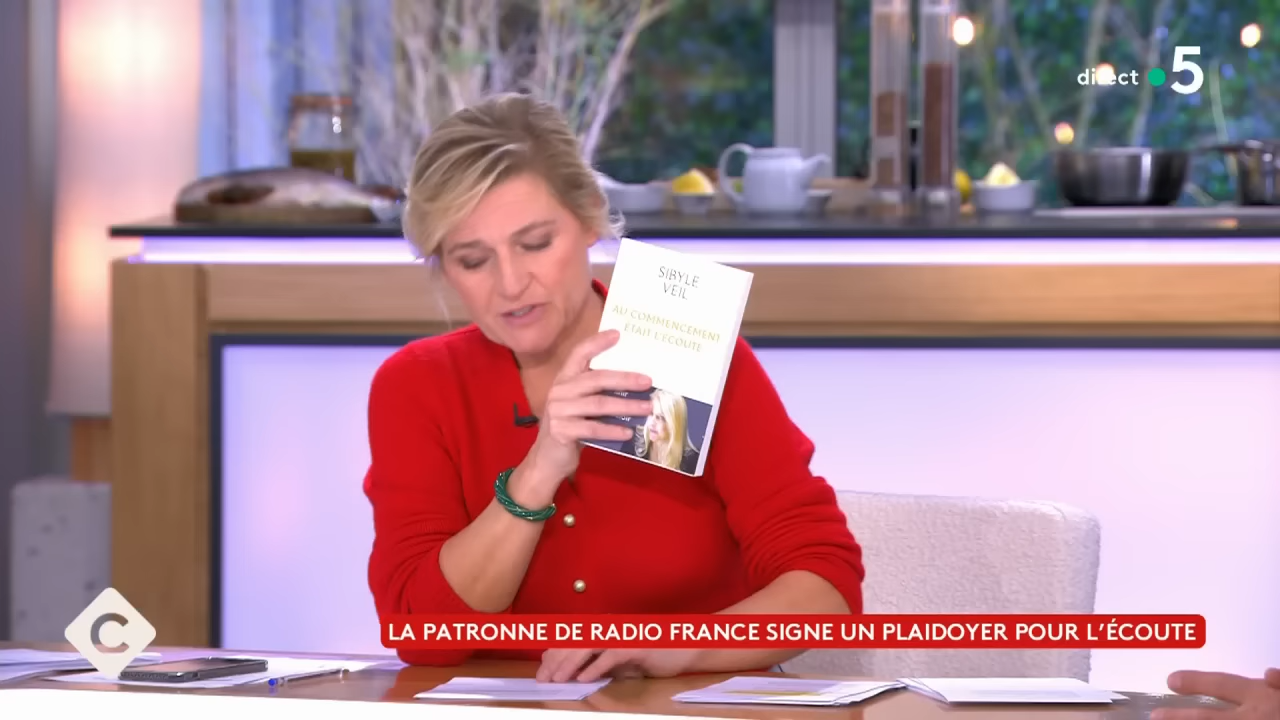 direct 5
SIBYLE
VEIL
AU COMMENCEMENT
ÉTAIT L'ÉCOUTE
C
LA PATRONNE DE RADIO FRANCE SIGNE UN PLAIDOYER POUR L'ÉCOUTE